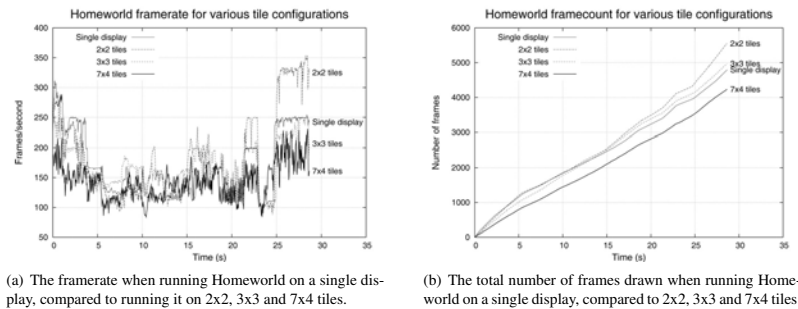 Homeworld framerate for various tile configurations
400
350
300
250
200
150
100
50
Frames/second
Single display
2x2 tiles
3x3 tiles
7x4 tiles
2x2 tiles
Single display
3x3 tiles
7x4 tiles
0 5 10 15 20 25 30 35
Time (s)
(a) The framerate when running Homeworld on a single dis-
play, compared to running it on 2x2, 3x3 and 7x4 tiles.
Homeworld framecount for various tile configurations
6000
5000
4000
3000
2000
1000
0
Number of frames
Single display
2x2 tiles
3x3 tiles
7x4 tiles
2x2 tiles
3x3 tiles
Single display
7x4 tiles
0 5 10 15 20 25 30 35
Time (s)
(b) The total number of frames drawn when running Home-
world on a single display, compared to 2x2, 3x3 and 7x4 tiles